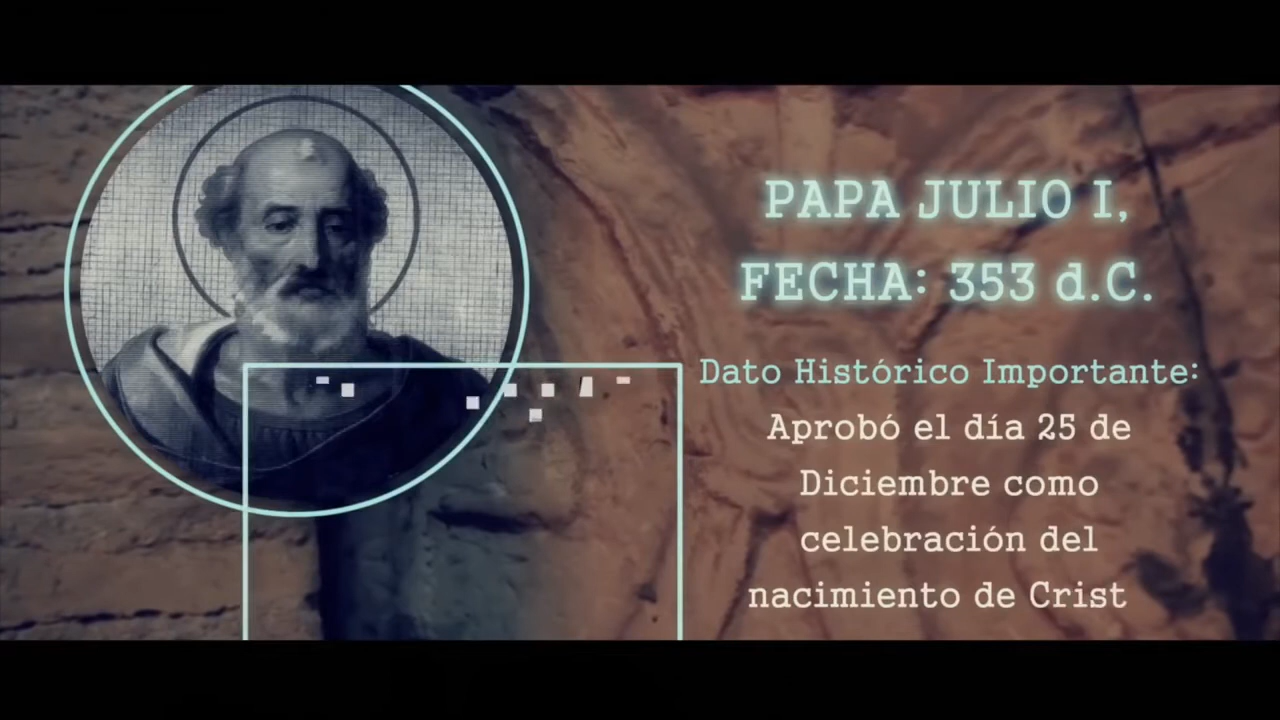 PAPA JULIO I,
FECHA: 353 d.C.
Dato Histórico Importante:
Aprobó el día 25 de
Diciembre como
celebración del
nacimiento de Crist